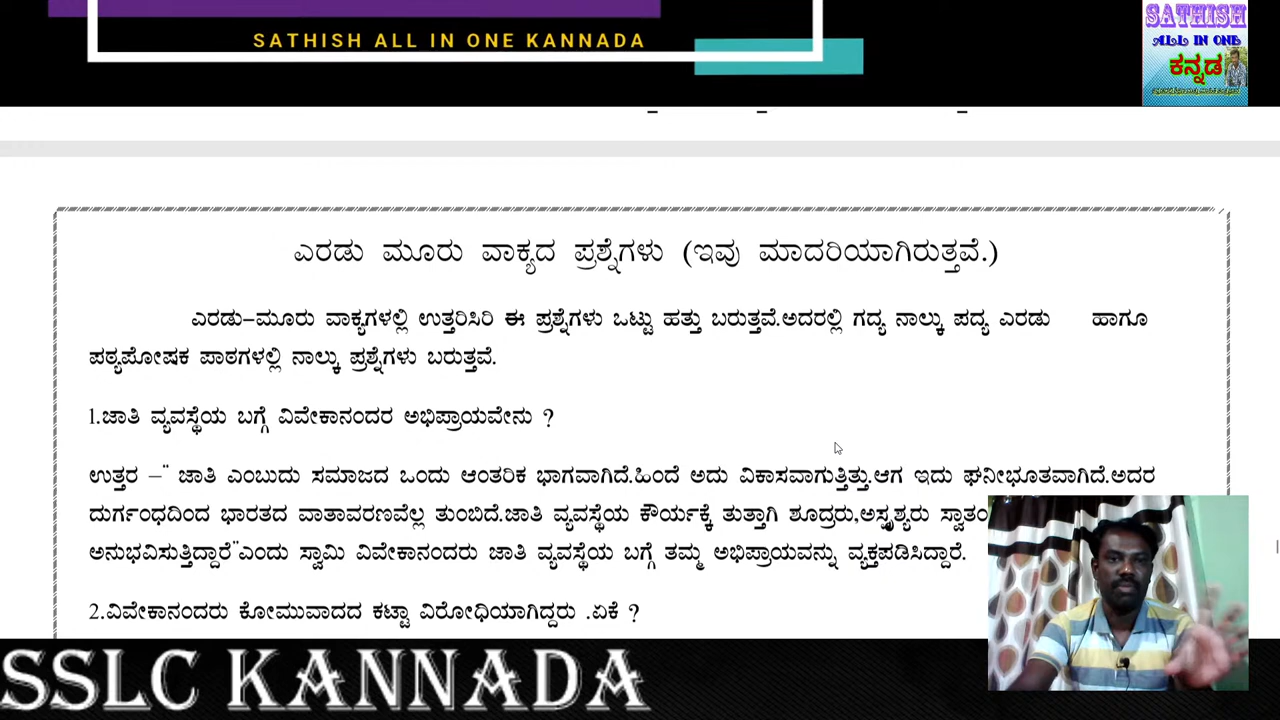 SATHISH ALL IN ONE KANNADA
SATHISH
ALL IN ONE
ಕನ್ನಡ
ಎರಡು ಮೂರು ವಾಕ್ಯದ ಪ್ರಶ್ನೆಗಳು (ಇವು ಮಾದರಿಯಾಗಿರುತ್ತವೆ.)
ಎರಡು–ಮೂರು ವಾಕ್ಯಗಳಲ್ಲಿ ಉತ್ತರಿಸಿರಿ ಈ ಪ್ರಶ್ನೆಗಳು ಒಟ್ಟು ಹತ್ತು ಬರುತ್ತವೆ.ಅದರಲ್ಲಿ ಗದ್ಯ ನಾಲ್ಕು ಪದ್ಯ ಎರಡು ಹಾಗೂ
ಪಠ್ಯಪೋಷಕ ಪಾಠಗಳಲ್ಲಿ ನಾಲ್ಕು ಪ್ರಶ್ನೆಗಳು ಬರುತ್ತವೆ.
1.ಜಾತಿ ವ್ಯವಸ್ಥೆಯ ಬಗ್ಗೆ ವಿವೇಕಾನಂದರ ಅಭಿಪ್ರಾಯವೇನು ?
ಉತ್ತರ –¨ ಜಾತಿ ಎಂಬುದು ಸಮಾಜದ ಒಂದು ಆಂತರಿಕ ಭಾಗವಾಗಿದೆ.ಹಿಂದೆ ಅದು ವಿಕಾಸವಾಗುತ್ತಿತ್ತು.ಆಗ ಇದು ಘನೀಭೂತವಾಗಿದೆ.ಅದರ
ದುರ್ಗಂಧದಿಂದ ಭಾರತದ ವಾತಾವರಣವೆಲ್ಲ ತುಂಬಿದೆ.ಜಾತಿ ವ್ಯವಸ್ಥೆಯ ಕೌರ್ಯಕ್ಕೆ ತುತ್ತಾಗಿ ಶೂದ್ರರು,ಅಸ್ಪೃಶ್ಯರು
ಅನುಭವಿಸುತ್ತಿದ್ದಾರೆ¨ಎಂದು ಸ್ವಾಮಿ ವಿವೇಕಾನಂದರು ಜಾತಿ ವ್ಯವಸ್ಥೆಯ ಬಗ್ಗೆ ತಮ್ಮ ಅಭಿಪ್ರಾಯವನ್ನು ವ್ಯಕ್ತಪಡಿಸಿದ್ದಾರೆ.
2.ವಿವೇಕಾನಂದರು ಕೋಮುವಾದದ ಕಟ್ಟಾ ವಿರೋಧಿಯಾಗಿದ್ದರು .ಏಕೆ ?
SSLC KANNADA